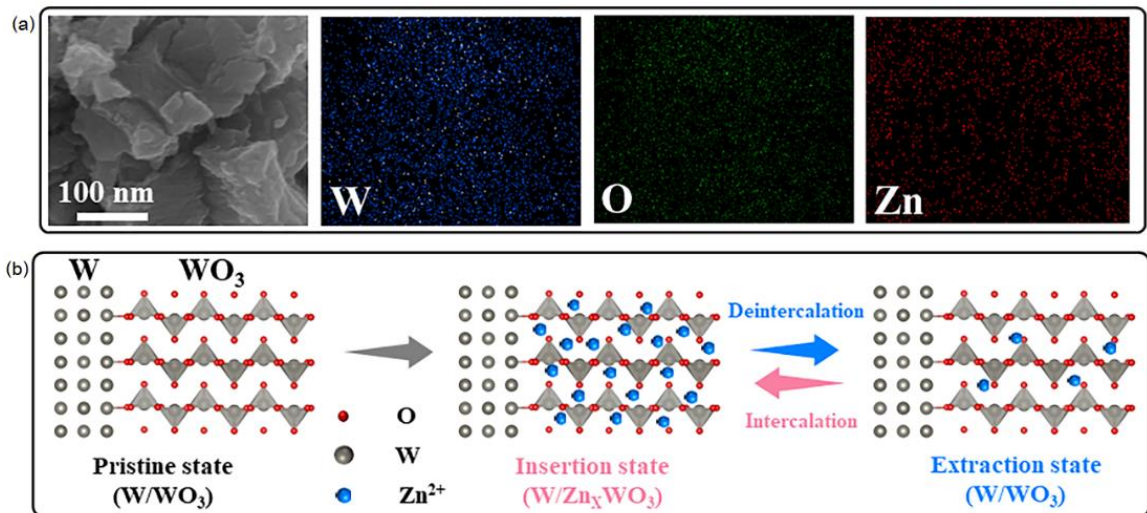 (a)
100 nm
W
O
Zn
(b)
W
WO₃
Deintercalation
Intercalation
O
W
Zn²⁺
Pristine state
(W/WO₃)
Insertion state
(W/ZnₓWO₃)
Extraction state
(W/WO₃)